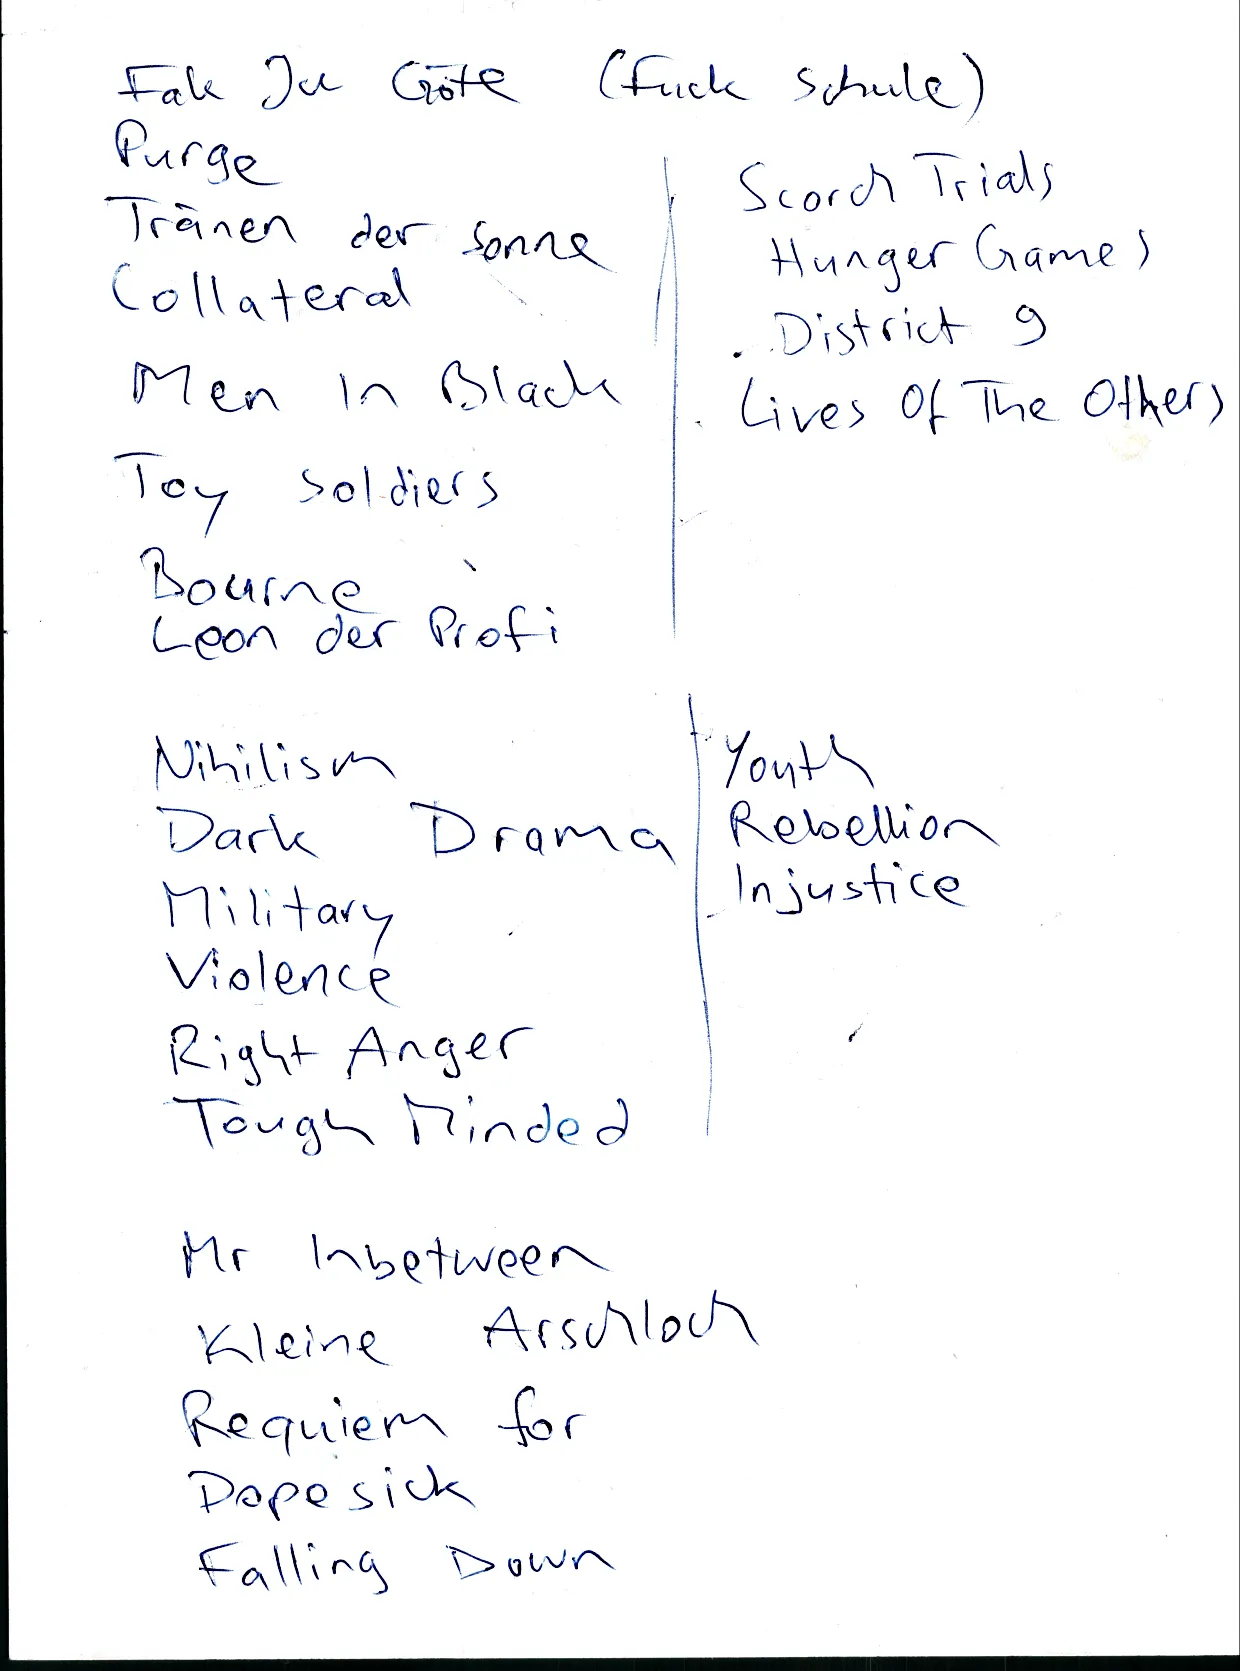 Fak Ju Göte (Fuck Schule)
Purge
Tränen der Sonne
Collateral
Men in Black
Toy Soldiers
Bourne
Leon der Profi
Scorch Trials
Hunger Games
District 9
Lives Of The Others
Nihilism
Dark Drama
Military
Violence
Right Anger
Tough Minded
Youth
Rebellion
Injustice
Mr Inbetween
Kleine Arschloch
Requiem for
Dopesick
Falling Down